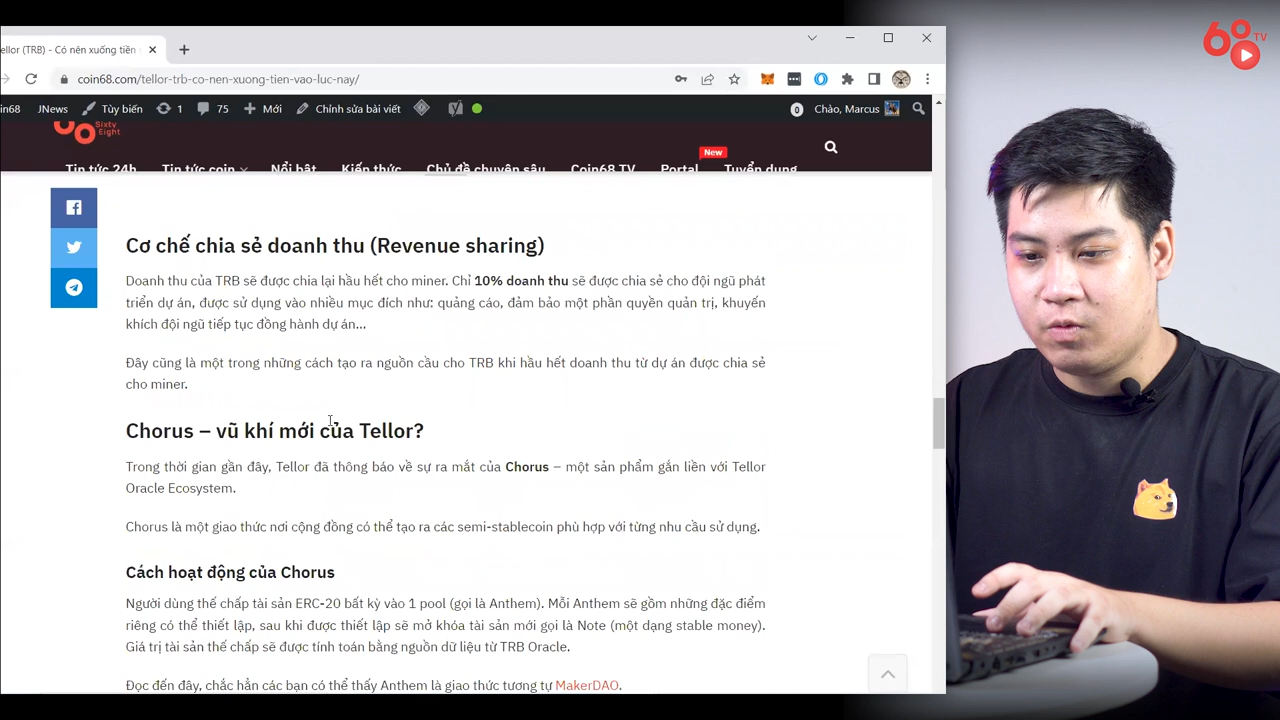 68
TV
ellor (TRB) - Có nên xuống tiền
coin68.com/tellor-trb-co-nen-xuong-tien-vao-luc-nay/
in68 JNews Tùy biến 1 75 Mới Chỉnh sửa bài viết 0 Chào, Marcus
Sixty
Eight
New
Tin tức 24h Tin tức coin Nổi bật Kiến thức Chủ đề chuyên sâu Coin68 TV Portal Tuyển dụng
Cơ chế chia sẻ doanh thu (Revenue sharing)
Doanh thu của TRB sẽ được chia lại hầu hết cho miner. Chỉ 10% doanh thu sẽ được chia sẻ cho đội ngũ phát
triển dự án, được sử dụng vào nhiều mục đích như: quảng cáo, đảm bảo một phần quyền quản trị, khuyến
khích đội ngũ tiếp tục đồng hành dự án...
Đây cũng là một trong những cách tạo ra nguồn cầu cho TRB khi hầu hết doanh thu từ dự án được chia sẻ
cho miner.
Chorus – vũ khí mới của Tellor?
Trong thời gian gần đây, Tellor đã thông báo về sự ra mắt của Chorus – một sản phẩm gắn liền với Tellor
Oracle Ecosystem.
Chorus là một giao thức nơi cộng đồng có thể tạo ra các semi-stablecoin phù hợp với từng nhu cầu sử dụng.
Cách hoạt động của Chorus
Người dùng thế chấp tài sản ERC-20 bất kỳ vào 1 pool (gọi là Anthem). Mỗi Anthem sẽ gồm những đặc điểm
riêng có thể thiết lập, sau khi được thiết lập sẽ mở khóa tài sản mới gọi là Note (một dạng stable money).
Giá trị tài sản thế chấp sẽ được tính toán bằng nguồn dữ liệu từ TRB Oracle.
Đọc đến đây, chắc hẳn các bạn có thể thấy Anthem là giao thức tương tự MakerDAO.